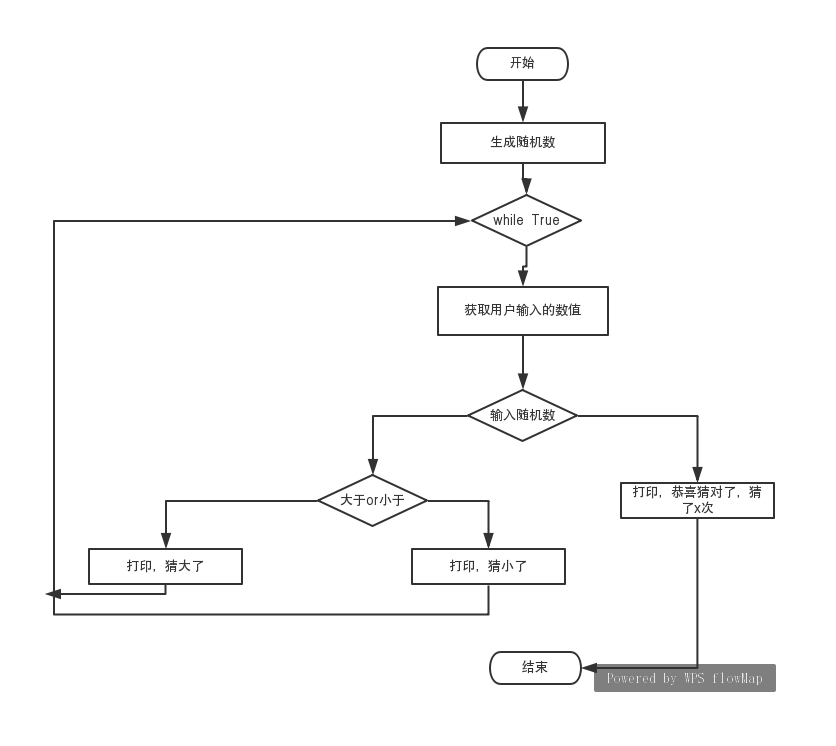 开始
生成随机数
while True
获取用户输入的数值
输入随机数
大于or小于
打印，恭喜猜对了，猜
了x次
打印，猜大了
打印，猜小了
结束
Powered by WPS flowMap